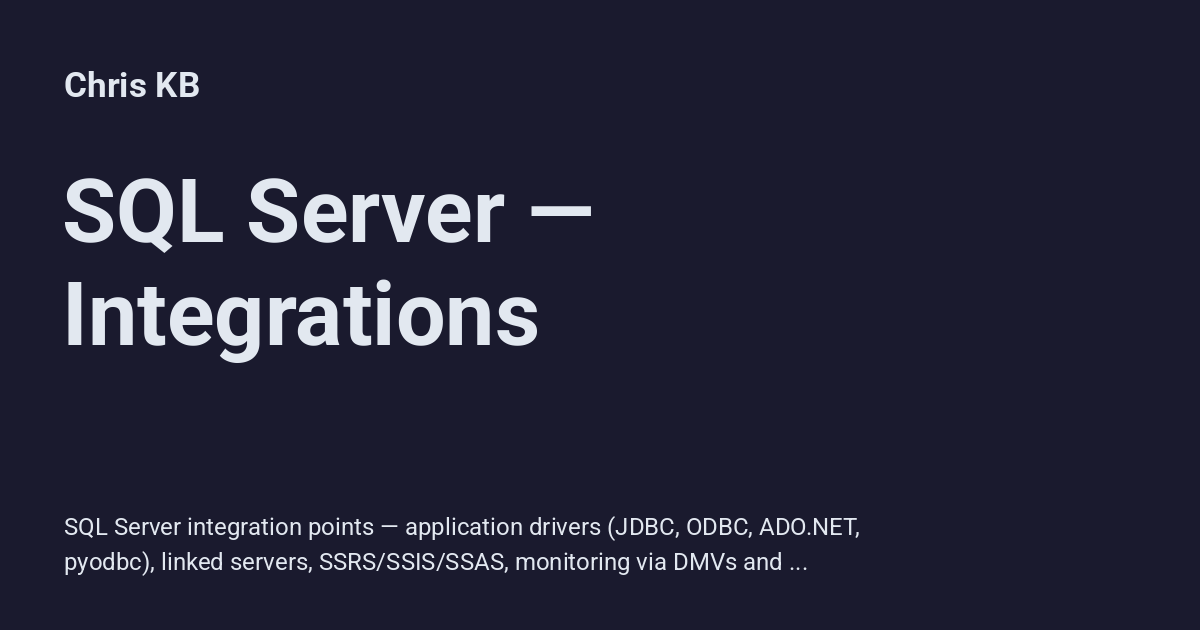 Chris KB
SQL Server —
Integrations
SQL Server integration points — application drivers (JDBC, ODBC, ADO.NET,
pyodbc), linked servers, SSRS/SSIS/SSAS, monitoring via DMVs and ...